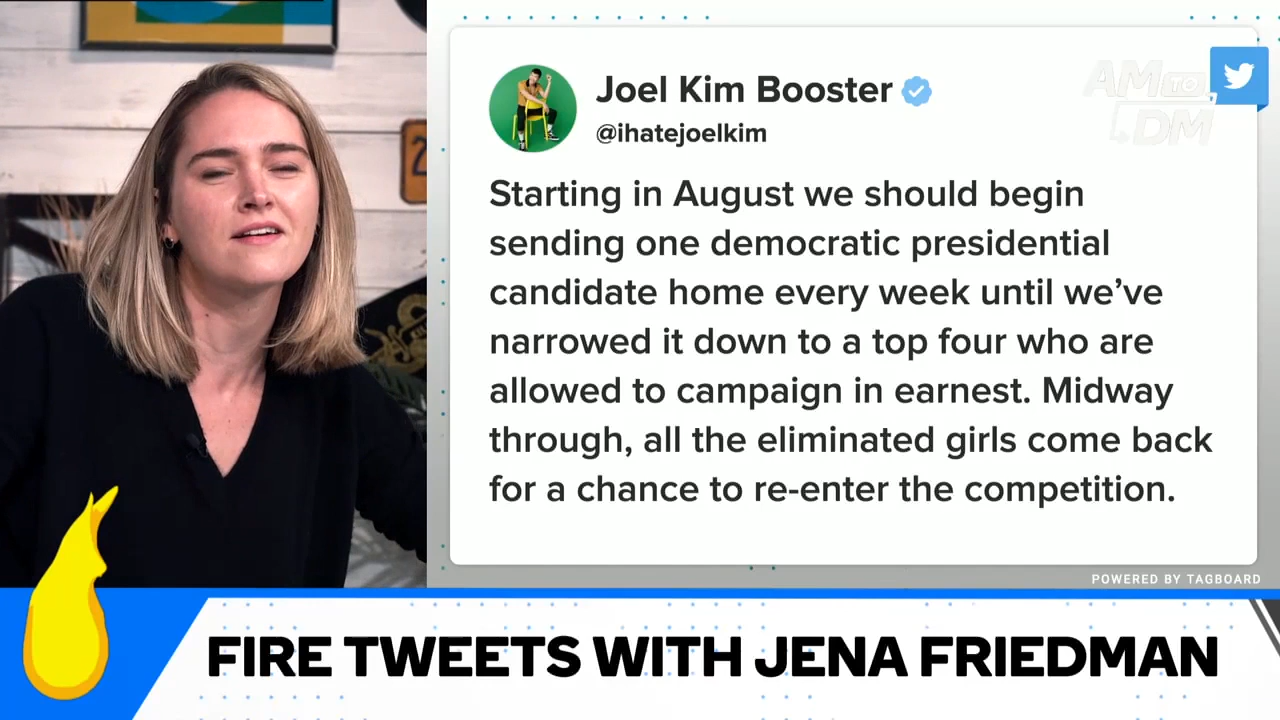 AM TO
DM
Joel Kim Booster
@ihatejoelkim
Starting in August we should begin
sending one democratic presidential
candidate home every week until we’ve
narrowed it down to a top four who are
allowed to campaign in earnest. Midway
through, all the eliminated girls come back
for a chance to re-enter the competition.
POWERED BY TAGBOARD
FIRE TWEETS WITH JENA FRIEDMAN